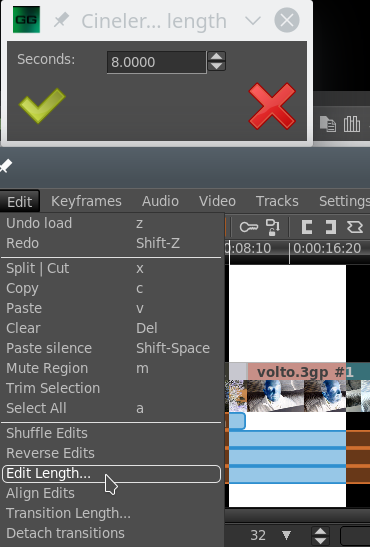 GG
Cineler... length
Seconds:
8.0000
Edit Keyframes Audio Video Tracks Settings
Undo load z
Redo Shift-Z
Split | Cut x
Copy c
Paste v
Clear Del
Paste silence Shift-Space
Mute Region m
Trim Selection
Select All a
Shuffle Edits
Reverse Edits
Edit Length...
Align Edits
Transition Length...
Detach transitions
0:08:10 0:00:16:20
volto.3gp #1
32